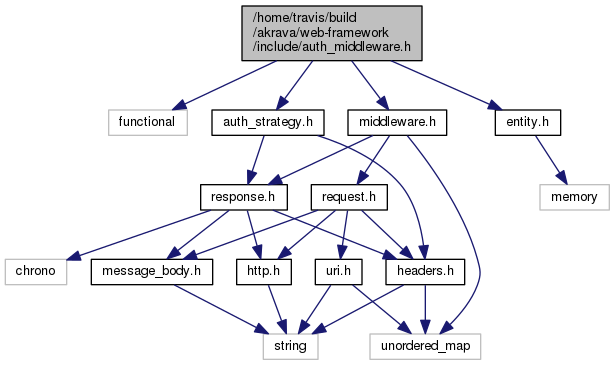 /home/travis/build
/akrava/web-framework
/include/auth_middleware.h
functional
auth_strategy.h
middleware.h
entity.h
response.h
request.h
memory
chrono
message_body.h
http.h
uri.h
headers.h
string
unordered_map